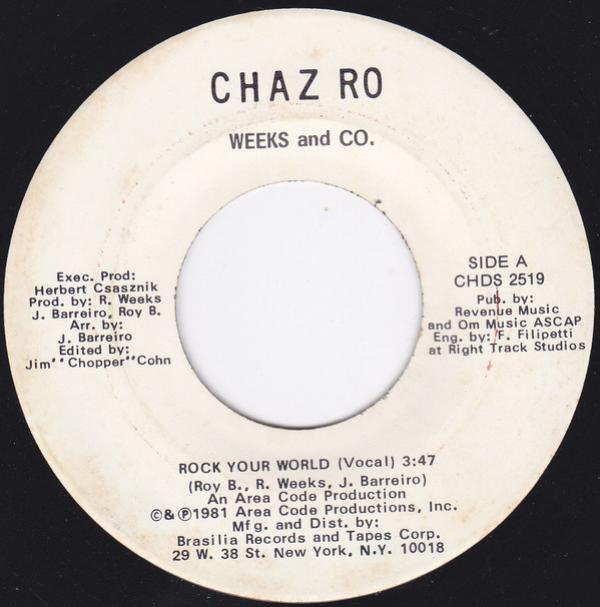 CHAZ RO
WEEKS and CO.
Exec. Prod:
Herbert Csasznik
Prod. by: R. Weeks
J. Barreiro, Roy B.
Arr. by:
J. Barreiro
Edited by:
Jim''Chopper''Cohn
SIDE A
CHDS 2519
Pub. by:
Revenue Music
and Om Music ASCAP
Eng. by: F. Filipetti
at Right Track Studios
ROCK YOUR WORLD (Vocal) 3:47
(Roy B., R. Weeks, J. Barreiro)
An Area Code Production
©&℗1981 Area Code Productions, Inc.
Mfg. and Dist. by:
Brasilia Records and Tapes Corp.
29 W. 38 St. New York, N.Y. 10018